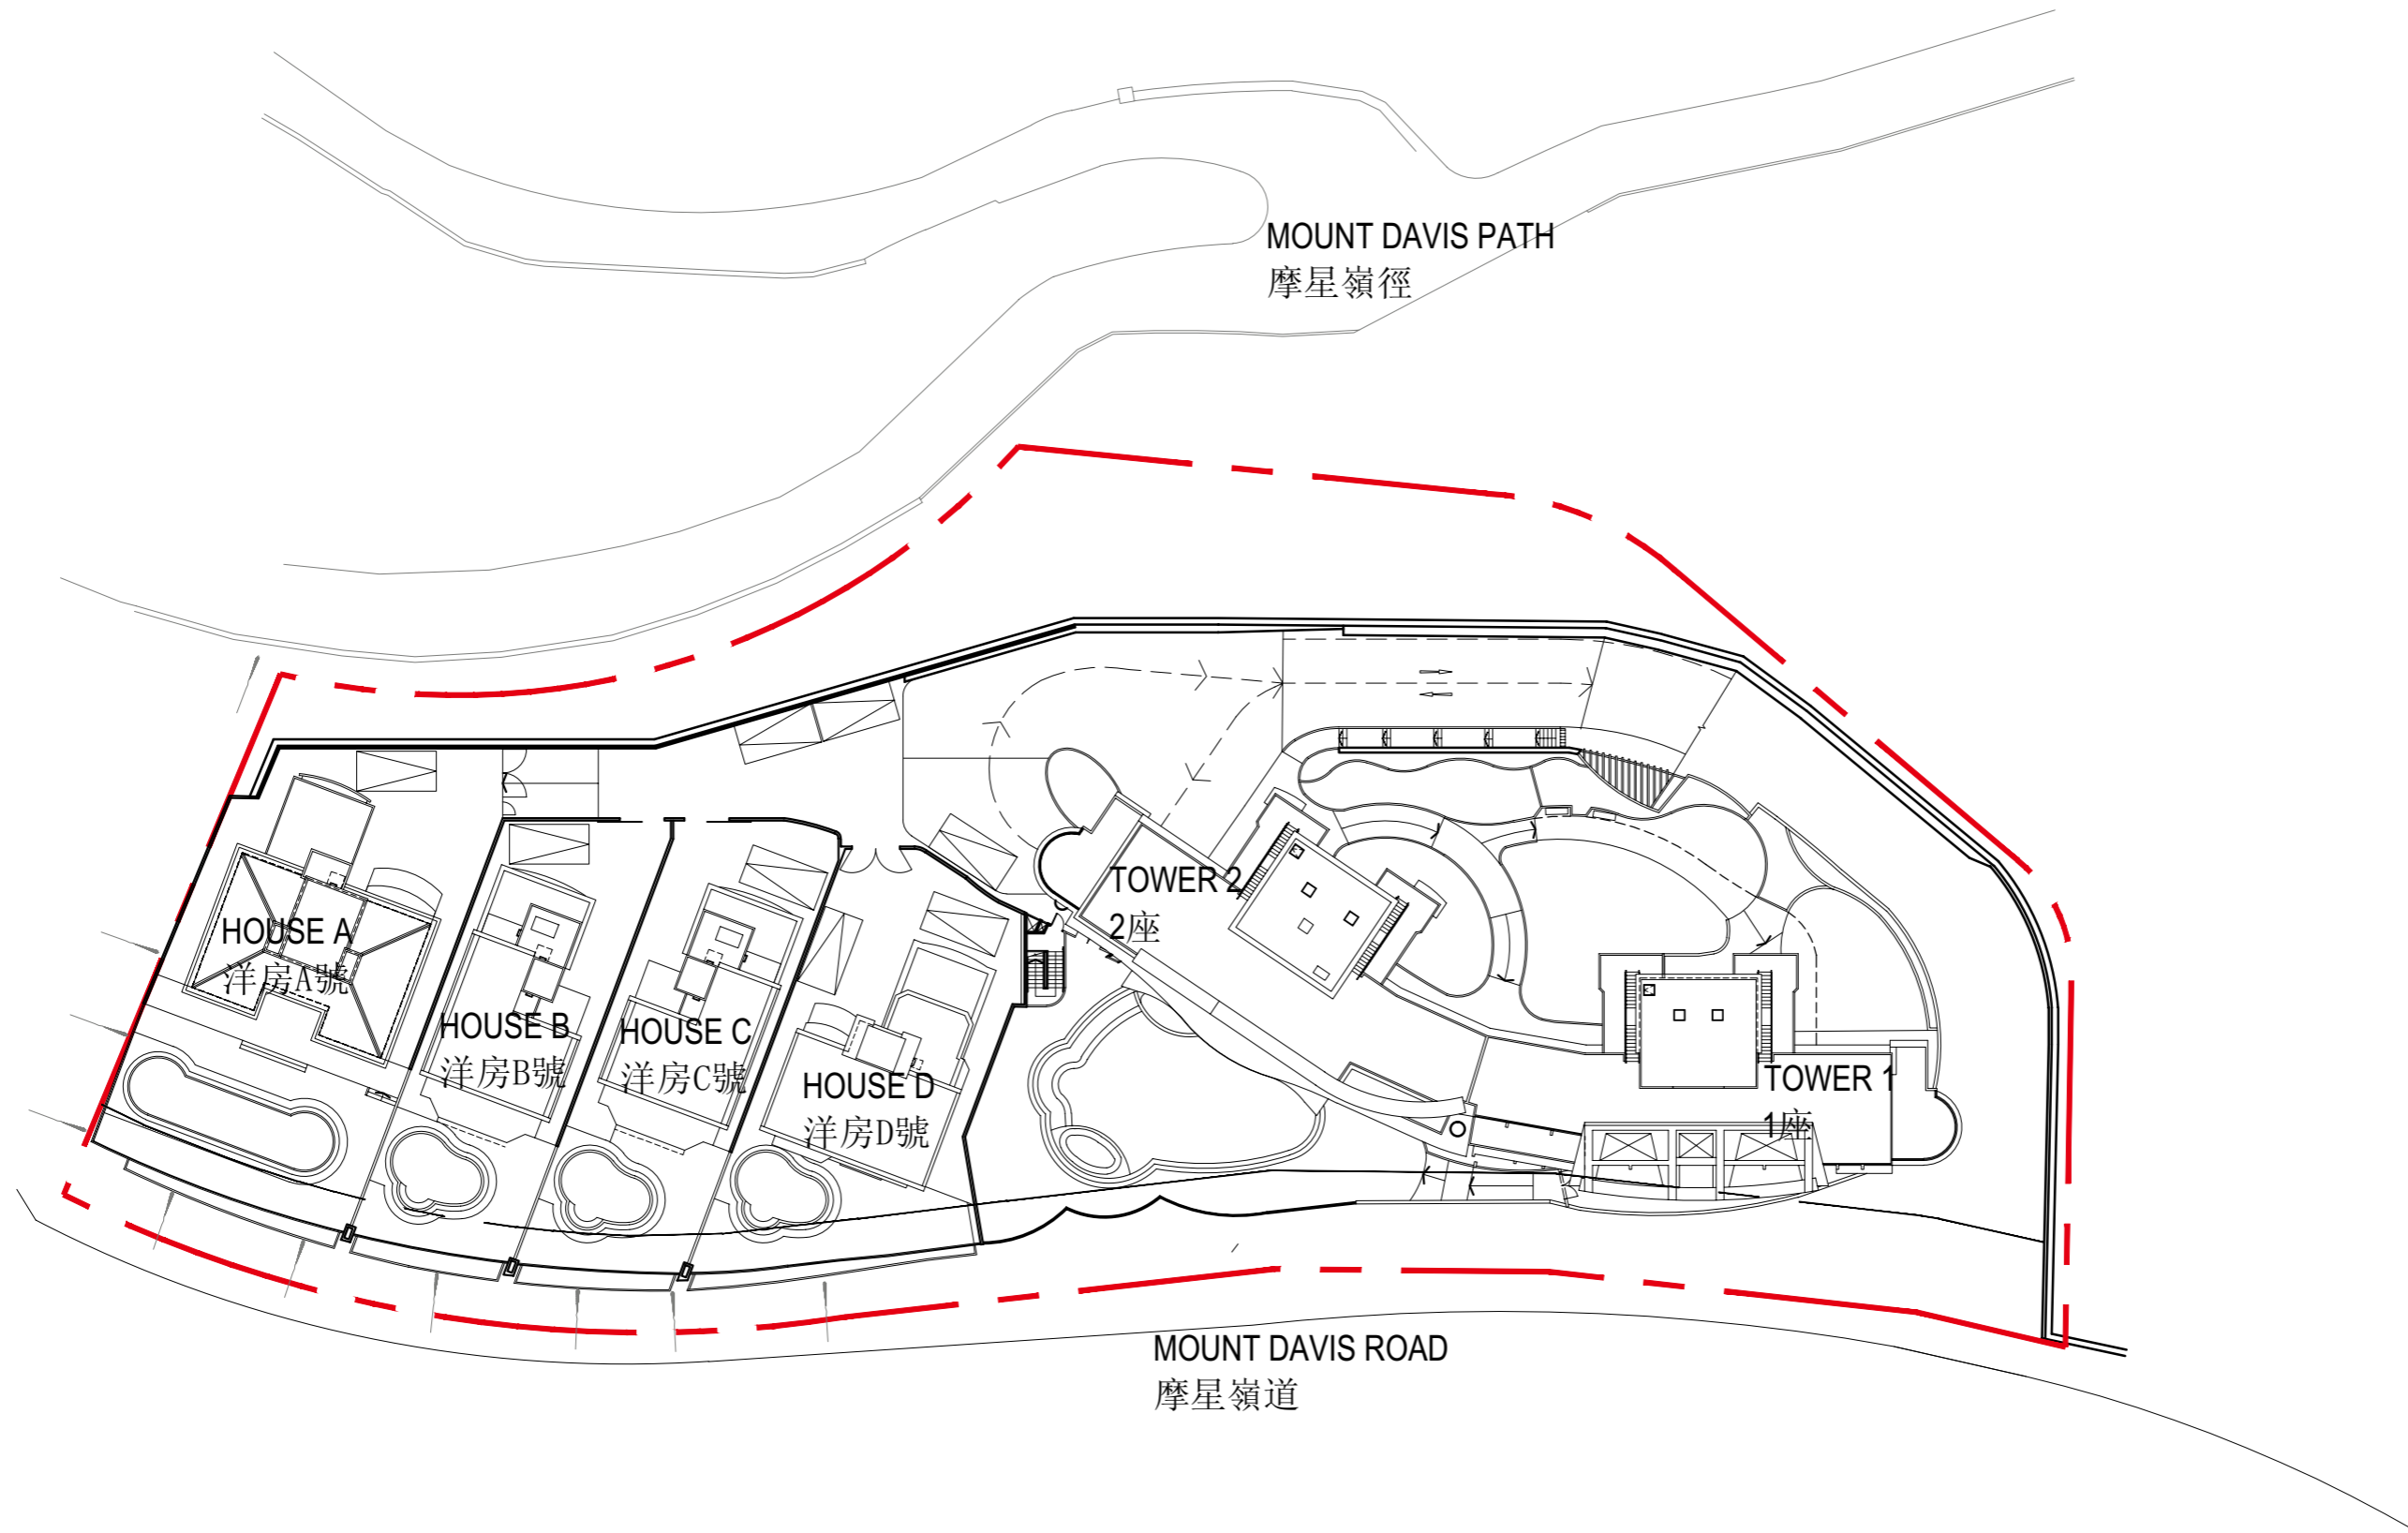 MOUNT DAVIS PATH
摩星嶺徑
TOWER 2
2座
HOUSE A
洋房A號
HOUSE B
洋房B號
HOUSE C
洋房C號
HOUSE D
洋房D號
TOWER 1
1座
MOUNT DAVIS ROAD
摩星嶺道